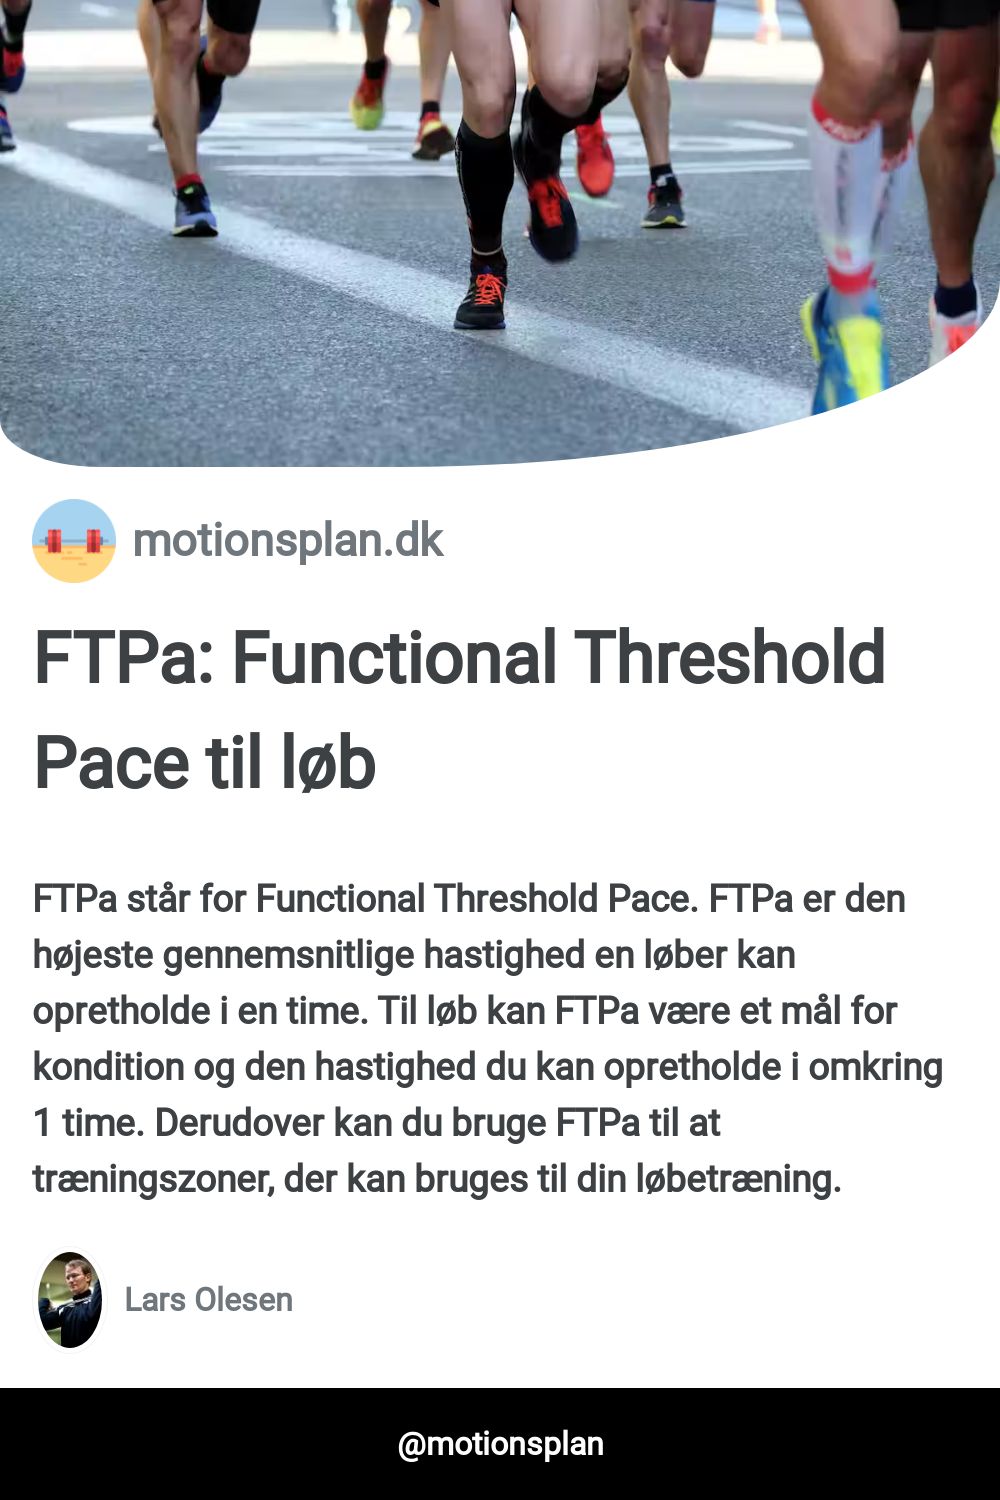 motionsplan.dk
FTPa: Functional Threshold
Pace til løb
FTPa står for Functional Threshold Pace. FTPa er den
højeste gennemsnitlige hastighed en løber kan
opretholde i en time. Til løb kan FTPa være et mål for
kondition og den hastighed du kan opretholde i omkring
1 time. Derudover kan du bruge FTPa til at
træningszoner, der kan bruges til din løbetræning.
Lars Olesen
@motionsplan